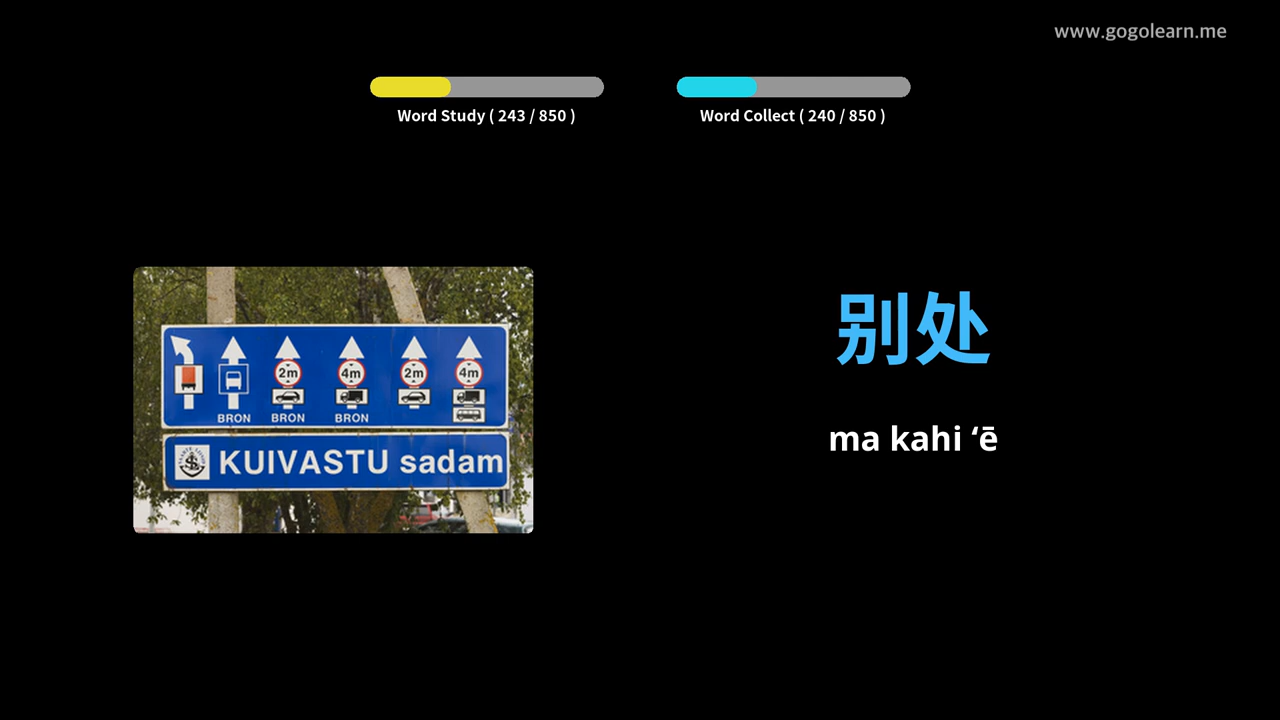 www.gogolearn.me
Word Study ( 243 / 850 )
Word Collect ( 240 / 850 )
2m 4m 2m 4m
BRON BRON BRON
KUIVASTU sadam
别处
ma kahi ‘ē